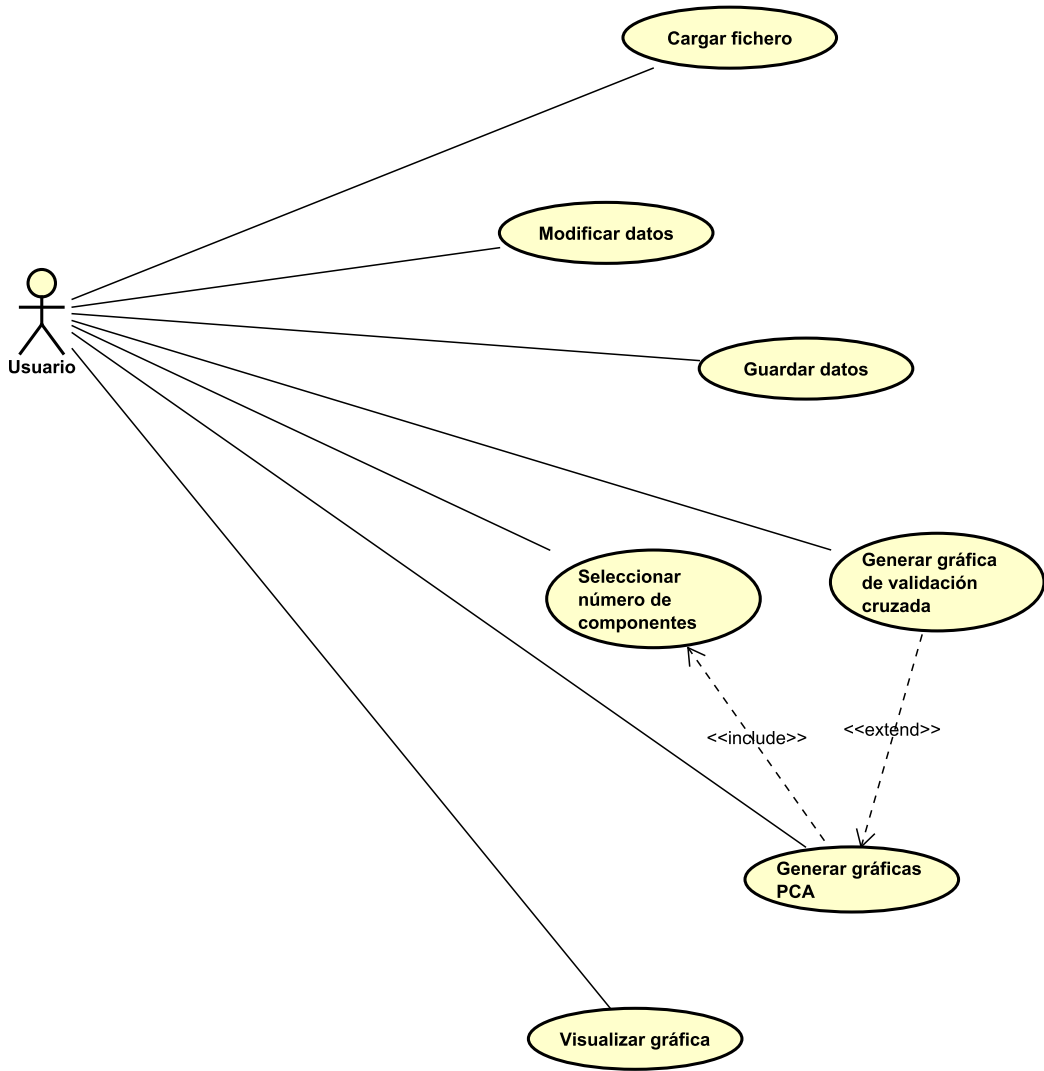 Cargar fichero
Modificar datos
Usuario
Guardar datos
Seleccionar
número de
componentes
Generar gráfica
de validación
cruzada
<<include>>
<<extend>>
Generar gráficas
PCA
Visualizar gráfica